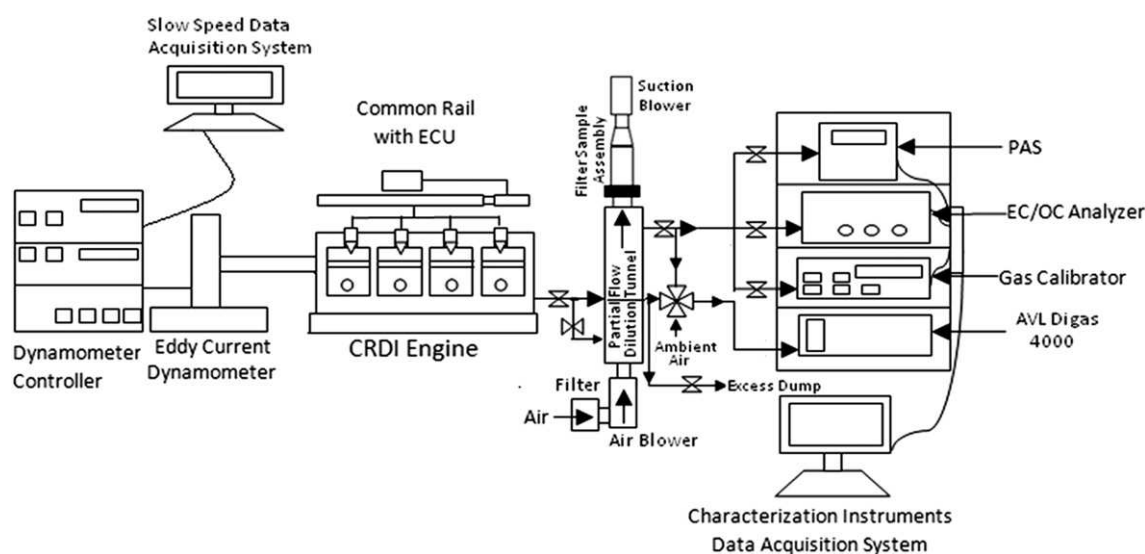 Slow Speed Data
Acquisition System
Common Rail
with ECU
Suction
Blower
Filter Sample
Assembly
PAS
EC/OC Analyzer
Gas Calibrator
AVL Digas
4000
Partial Flow
Dilution Tunnel
Ambient
Air
Excess Dump
Dynamometer
Controller
Eddy Current
Dynamometer
CRDI Engine
Filter
Air
Air Blower
Characterization Instruments
Data Acquisition System